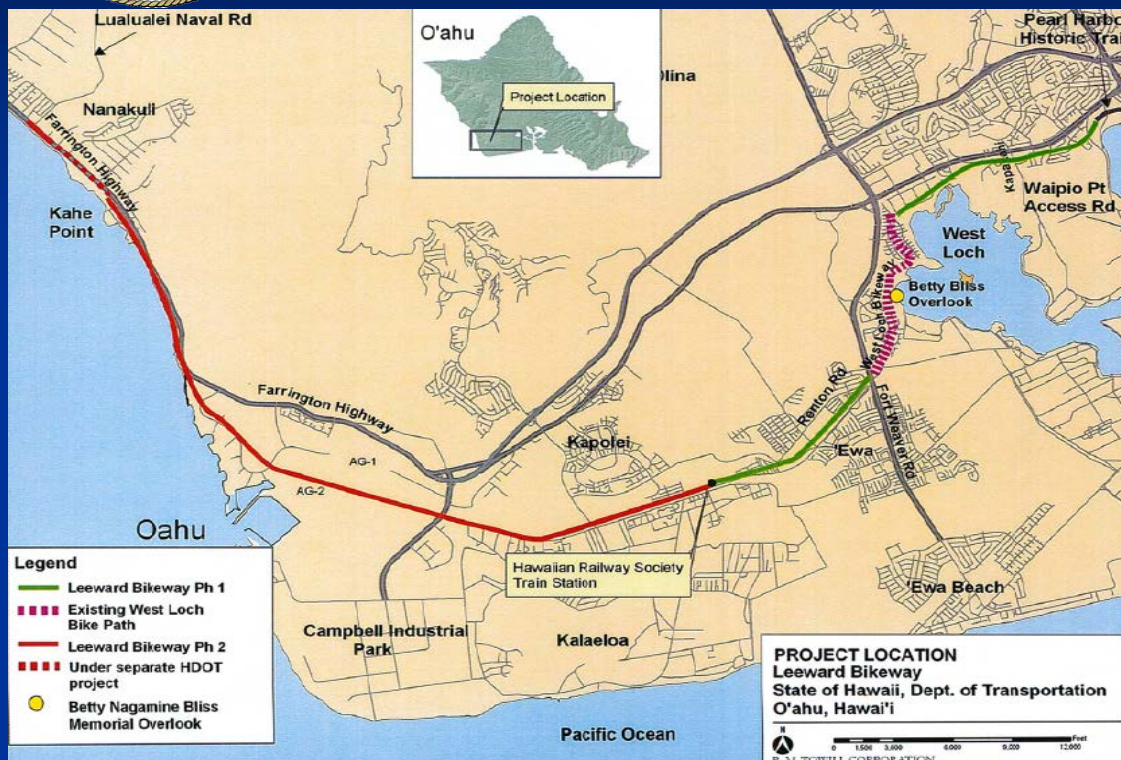 Lualualei Naval Rd
Nanakuli
Farrington Highway
Kahe
Point
O'ahu
Project Location
olina
Pearl Harbo
Historic Trai
Kapapapuhi
Waipio Pt
Access Rd
West
Loch
Betty Bliss
Overlook
West Loch Bikeway
Farrington Highway
Renton Rd
Kapolei
'Ewa
Fort Weaver Rd
AG-1
AG-2
Oahu
Hawaiian Railway Society
Train Station
'Ewa Beach
Campbell Industrial
Park
Kalaeloa
Pacific Ocean
Legend
Leeward Bikeway Ph 1
Existing West Loch
Bike Path
Leeward Bikeway Ph 2
Under separate HDOT
project
Betty Nagamine Bliss
Memorial Overlook
PROJECT LOCATION
Leeward Bikeway
State of Hawaii, Dept. of Transportation
O'ahu, Hawai'i
N
Feet
0 1,500 3,000 6,000 9,000 12,000
R. M. TOWILL CORPORATION